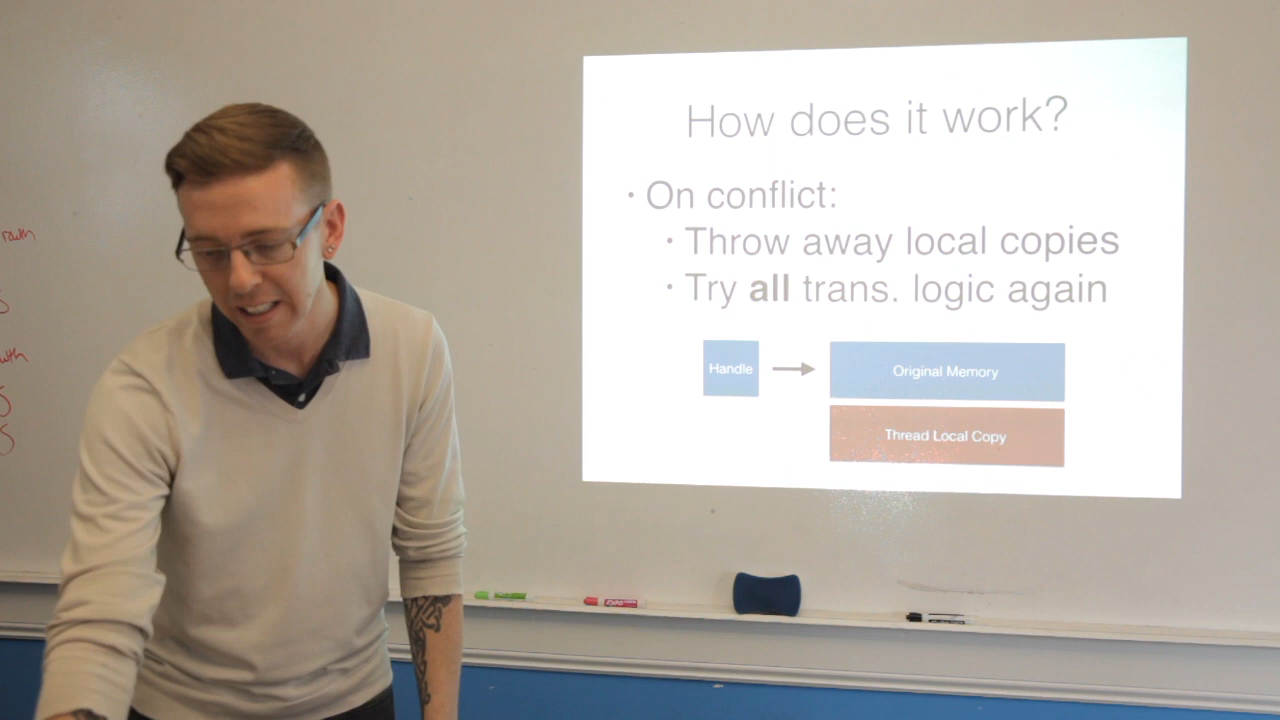 How does it work?
· On conflict:
· Throw away local copies
· Try all trans. logic again
Handle
Original Memory
Thread Local Copy